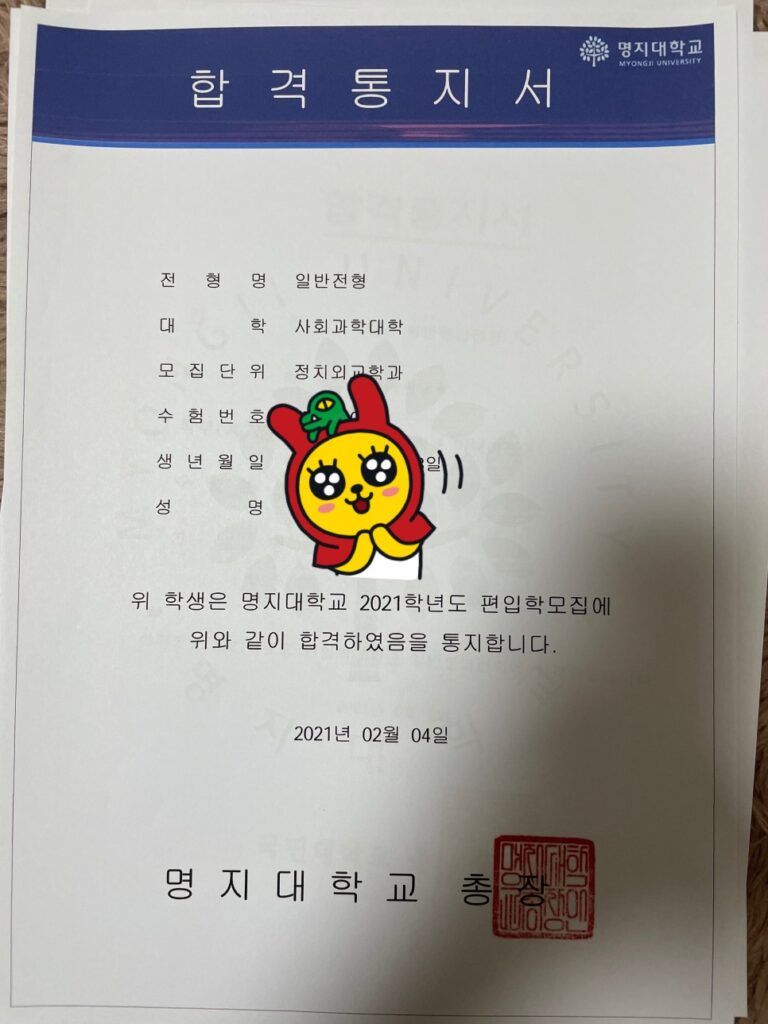 명지대학교
MYONGJI UNIVERSITY
합격통지서
전형명 일반전형
대학 사회과학대학
모집단위 정치외교학과
수험번호
생년월일 일
성명
위 학생은 명지대학교 2021학년도 편입학모집에
위와 같이 합격하였음을 통지합니다.
2021년 02월 04일
명지대학교 총장